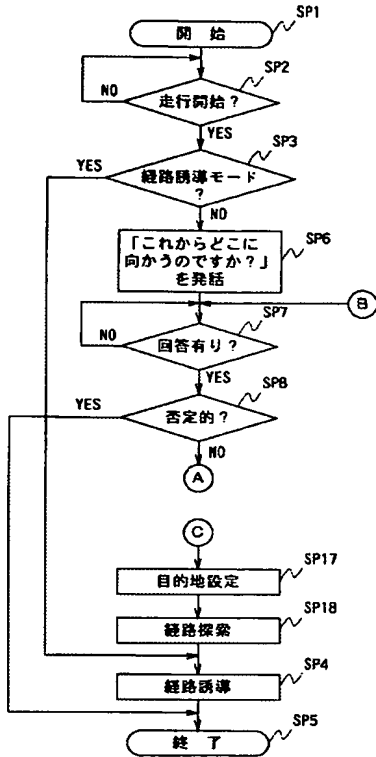 SP1
開 始
SP2
NO
走行開始？
YES
SP3
YES
経路誘導モード
？
NO
SP6
「これからどこに
向かうのですか？」
を発話
B
SP7
NO
回答有り？
YES
SP8
YES
否定的？
NO
A
C
SP17
目的地設定
SP18
経路探索
SP4
経路誘導
SP5
終 了